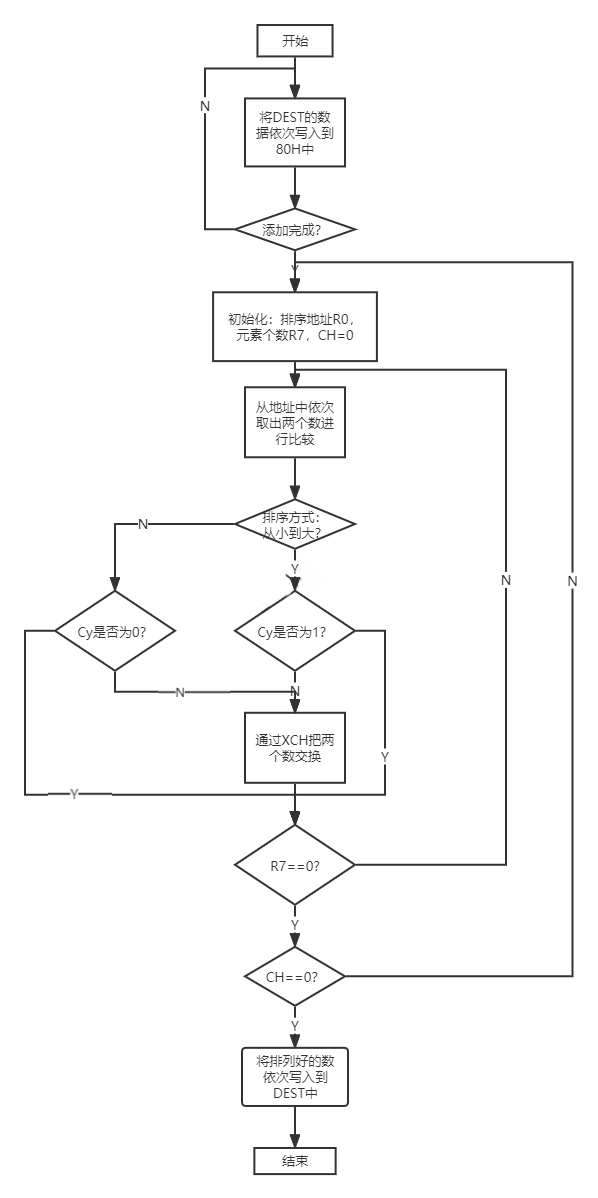 开始
N
将DEST的数
据依次写入到
80H中
添加完成?
Y
初始化：排序地址R0，
元素个数R7，CH=0
从地址中依次
取出两个数进
行比较
排序方式：
从小到大?
N
Y
N
N
Cy是否为0?
Cy是否为1?
N
N
通过XCH把两
个数交换
Y
Y
R7==0?
Y
CH==0?
Y
将排列好的数
依次写入到
DEST中
结束